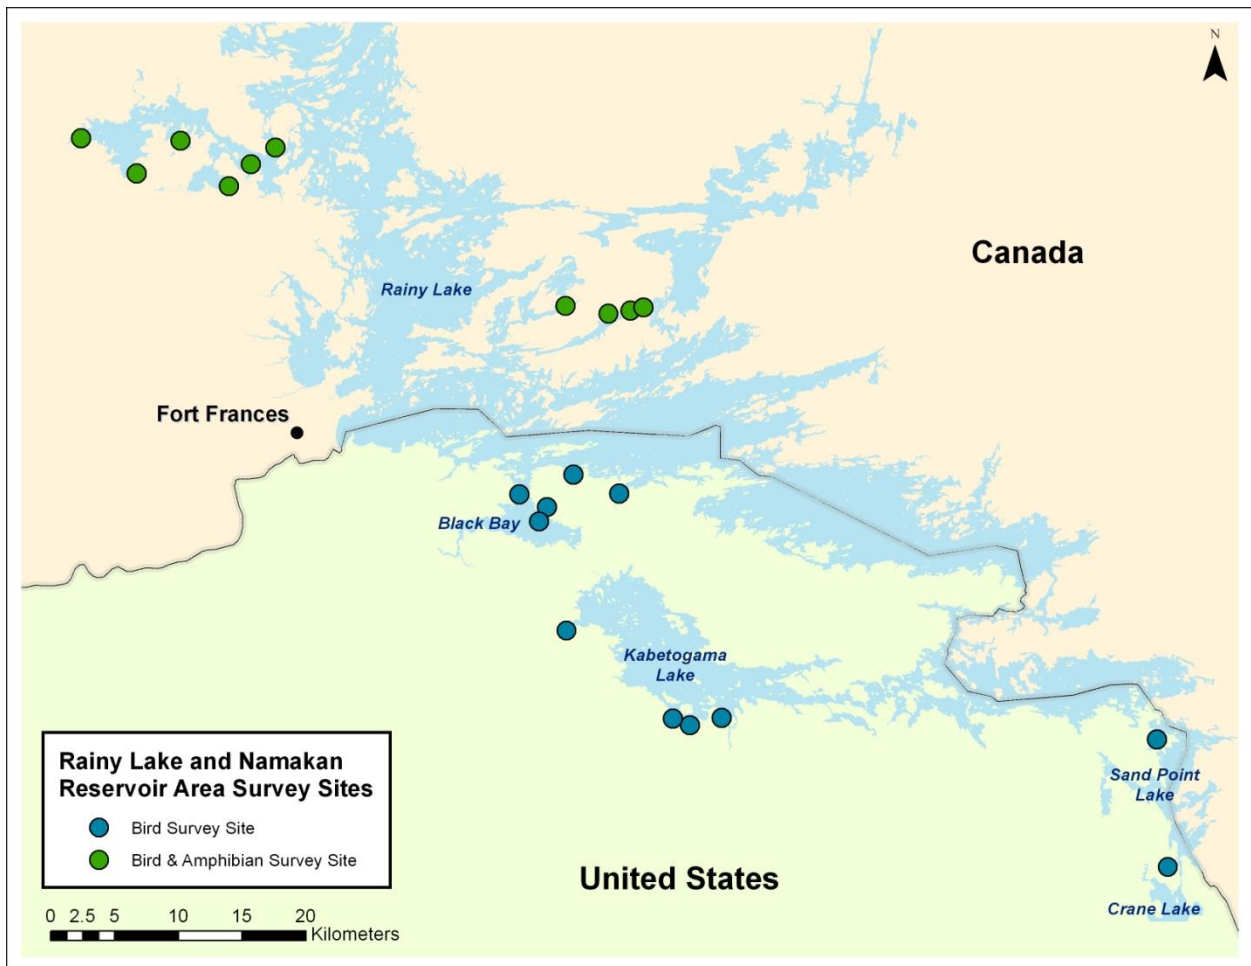 N
Canada
Rainy Lake
Fort Frances
Black Bay
Kabetogama
Lake
Sand Point
Lake
Crane Lake
United States
Rainy Lake and Namakan
Reservoir Area Survey Sites
Bird Survey Site
Bird & Amphibian Survey Site
0 2.5 5 10 15 20
Kilometers